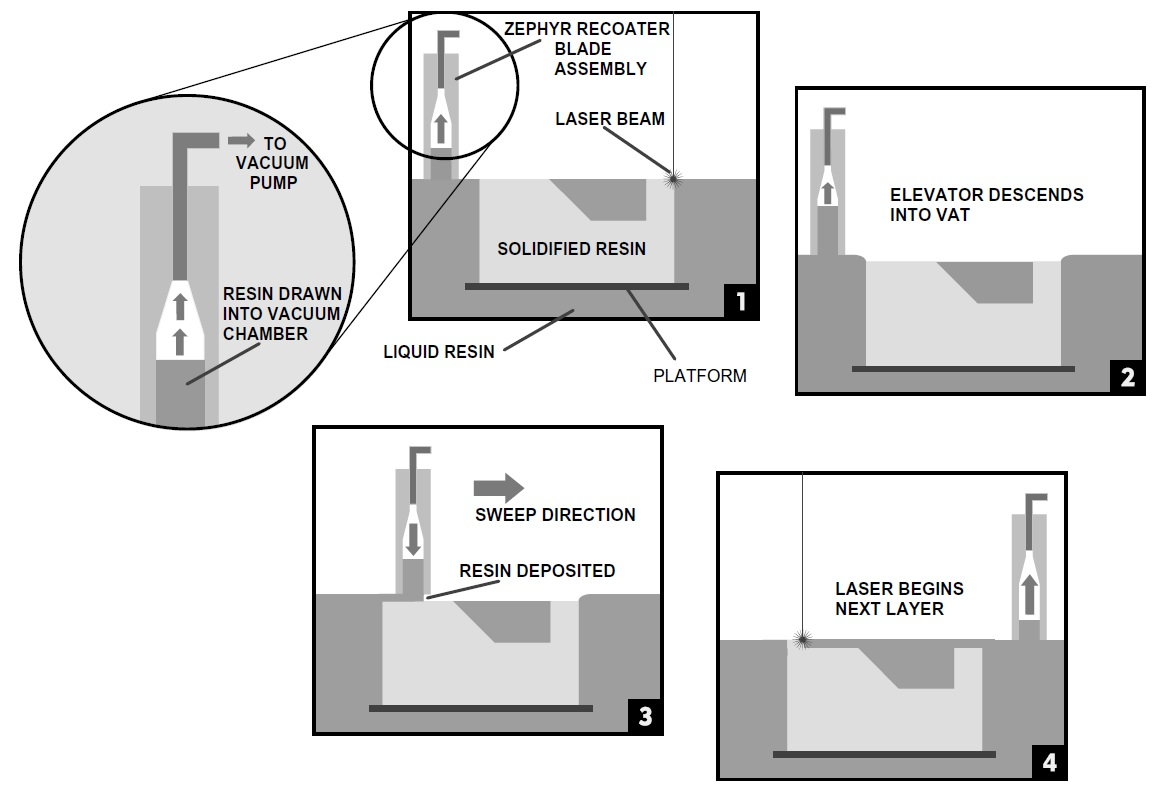 ZEPHYR RECOATER
BLADE
ASSEMBLY
LASER BEAM
TO
VACUUM
PUMP
RESIN DRAWN
INTO VACUUM
CHAMBER
SOLIDIFIED RESIN
1
LIQUID RESIN
PLATFORM
ELEVATOR DESCENDS
INTO VAT
2
SWEEP DIRECTION
RESIN DEPOSITED
3
LASER BEGINS
NEXT LAYER
4